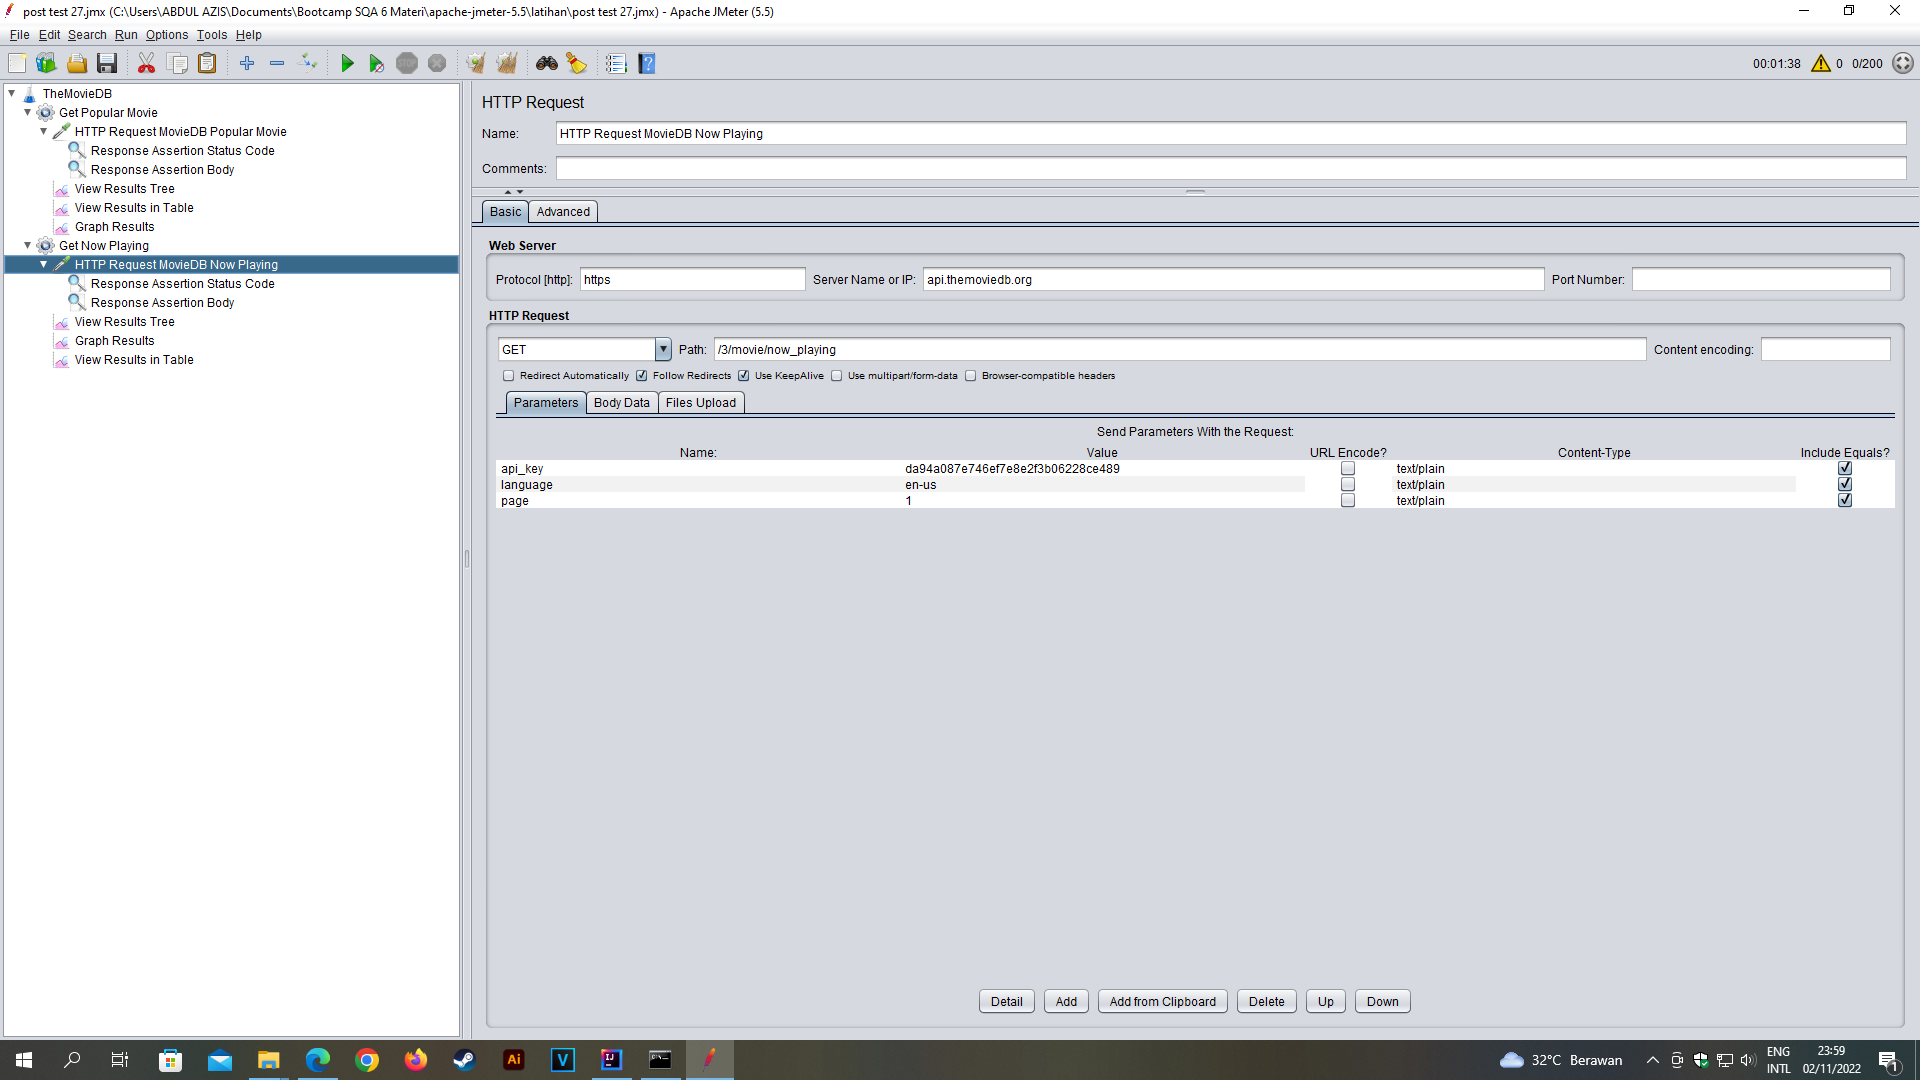 post test 27.jmx (C:\Users\ABDUL AZIS\Documents\Bootcamp SQA 6 Materi\apache-jmeter-5.5\latihan\post test 27.jmx) - Apache JMeter (5.5)
File Edit Search Run Options Tools Help
STOP
00:01:38 0 0/200
TheMovieDB
Get Popular Movie
HTTP Request MovieDB Popular Movie
Response Assertion Status Code
Response Assertion Body
View Results Tree
View Results in Table
Graph Results
Get Now Playing
HTTP Request MovieDB Now Playing
Response Assertion Status Code
Response Assertion Body
View Results Tree
Graph Results
View Results in Table
HTTP Request
Name: HTTP Request MovieDB Now Playing
Comments:
Basic Advanced
Web Server
Protocol [http]: https Server Name or IP: api.themoviedb.org Port Number:
HTTP Request
GET Path: /3/movie/now_playing Content encoding:
Redirect Automatically Follow Redirects Use KeepAlive Use multipart/form-data Browser-compatible headers
Parameters Body Data Files Upload
Send Parameters With the Request:
Name: Value URL Encode? Content-Type Include Equals?
api_key da94a087e746ef7e8e2f3b06228ce489 text/plain
language en-us text/plain
page 1 text/plain
Detail Add Add from Clipboard Delete Up Down
Ai V IJ 32°C Berawan ENG 23:59
INTL 02/11/2022 1